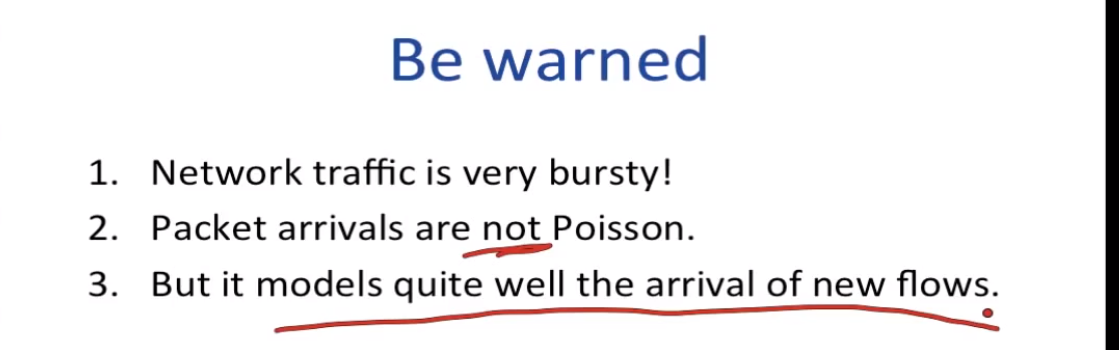 Be warned
1. Network traffic is very bursty!
2. Packet arrivals are not Poisson.
3. But it models quite well the arrival of new flows.